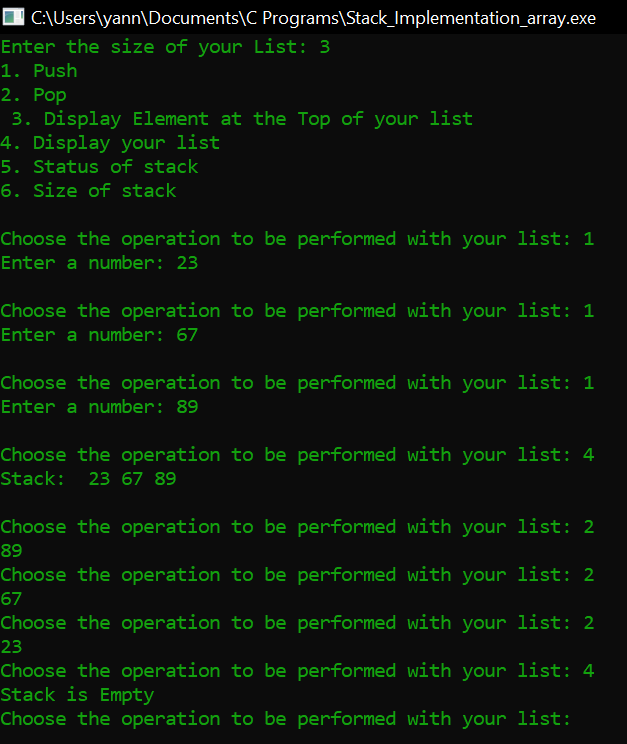 C:\Users\yann\Documents\C Programs\Stack_Implementation_array.exe
Enter the size of your List: 3
1. Push
2. Pop
 3. Display Element at the Top of your list
4. Display your list
5. Status of stack
6. Size of stack

Choose the operation to be performed with your list: 1
Enter a number: 23

Choose the operation to be performed with your list: 1
Enter a number: 67

Choose the operation to be performed with your list: 1
Enter a number: 89

Choose the operation to be performed with your list: 4
Stack:  23 67 89

Choose the operation to be performed with your list: 2
89
Choose the operation to be performed with your list: 2
67
Choose the operation to be performed with your list: 2
23
Choose the operation to be performed with your list: 4
Stack is Empty
Choose the operation to be performed with your list: